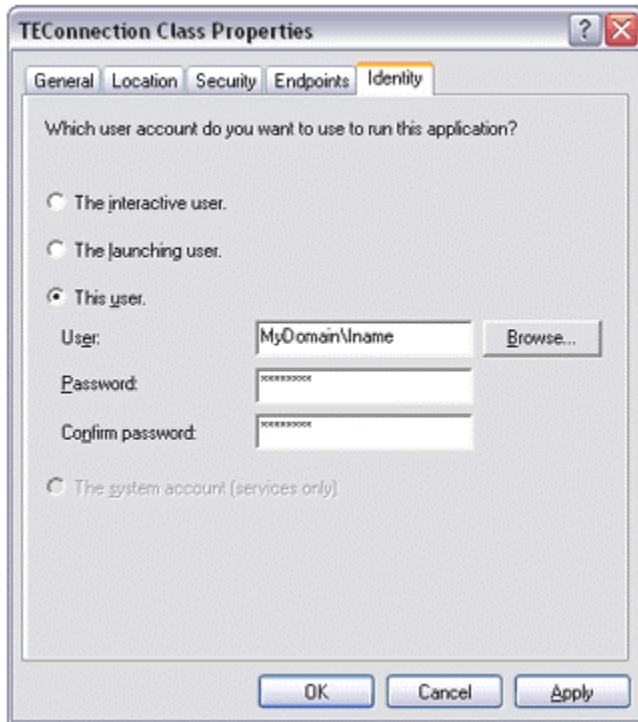 TEConnection Class Properties
General Location Security Endpoints Identity
Which user account do you want to use to run this application?
The interactive user.
The launching user.
This user.
User: MyDomain\lname Browse...
Password: xxxxxxxx
Confirm password: xxxxxxxx
The system account (services only)
OK Cancel Apply